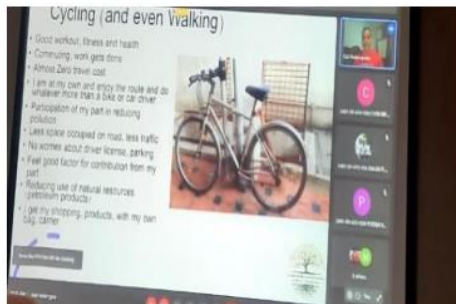 Cycling (and even Walking)
• Good workout, fitness and health
• Commuting, work gets done
• Almost Zero travel cost
• I am at my own and enjoy the route and do
whatever more than a bike or car driver
• Participation of my part in reducing
pollution
• Less space occupied on road, less traffic
• No worries about driver license, parking
• Feel good factor for contribution from my
part
• Reducing use of natural resources
(petroleum products)
• I get my shopping, products, with my own
bag, carrier
C
P